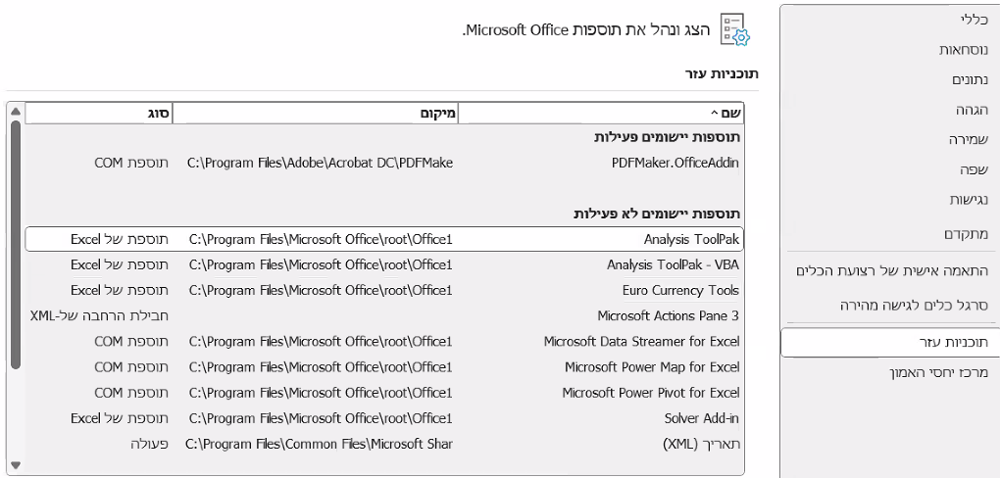 כללי
נוסחאות
נתונים
הגהה
שמירה
שפה
נגישות
מתקדם
התאמה אישית של רצועת הכלים
סרגל כלים לגישה מהירה
תוכניות עזר
מרכז יחסי האמון
הצג ונהל את תוספות Microsoft Office.
תוכניות עזר
שם מיקום סוג
תוספות יישומים פעילות
PDFMaker.OfficeAddin C:\Program Files\Adobe\Acrobat DC\PDFMake תוספת COM
תוספות יישומים לא פעילות
Analysis ToolPak C:\Program Files\Microsoft Office\root\Office1 תוספת של Excel
Analysis ToolPak - VBA C:\Program Files\Microsoft Office\root\Office1 תוספת של Excel
Euro Currency Tools C:\Program Files\Microsoft Office\root\Office1 תוספת של Excel
Microsoft Actions Pane 3 חבילת הרחבה של-XML
Microsoft Data Streamer for Excel C:\Program Files\Microsoft Office\root\Office1 תוספת COM
Microsoft Power Map for Excel C:\Program Files\Microsoft Office\root\Office1 תוספת COM
Microsoft Power Pivot for Excel C:\Program Files\Microsoft Office\root\Office1 תוספת COM
Solver Add-in C:\Program Files\Microsoft Office\root\Office1 תוספת של Excel
תאריך (XML) C:\Program Files\Common Files\Microsoft Shar פעולה